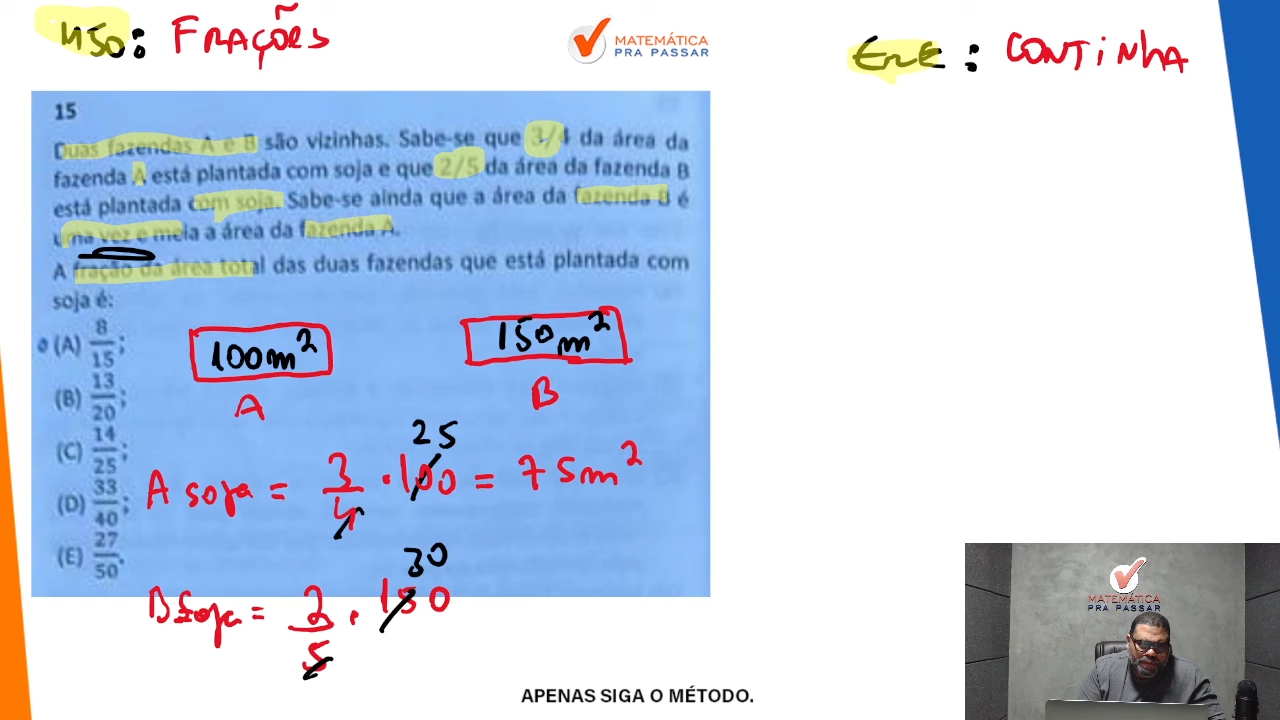 MSO: FRAÇÕES
MATEMÁTICA
PRA PASSAR
: CONTINHA
15
Duas fazendas A e B são vizinhas. Sabe-se que 3/4 da área da
fazenda A está plantada com soja e que 2/5 da área da fazenda B
está plantada com soja. Sabe-se ainda que a área da fazenda B é
uma vez e meia a área da fazenda A.
A fração da área total das duas fazendas que está plantada com
soja é:
(A) 8/15;
(B) 13/20;
(C) 14/25;
(D) 33/40;
(E) 27/50.
100m² 150m²
A B
25
A soja = 3/4 · 100 = 75m²
30
B soja = 2/5 · 150
MATEMÁTICA
PRA PASSAR
APENAS SIGA O MÉTODO.